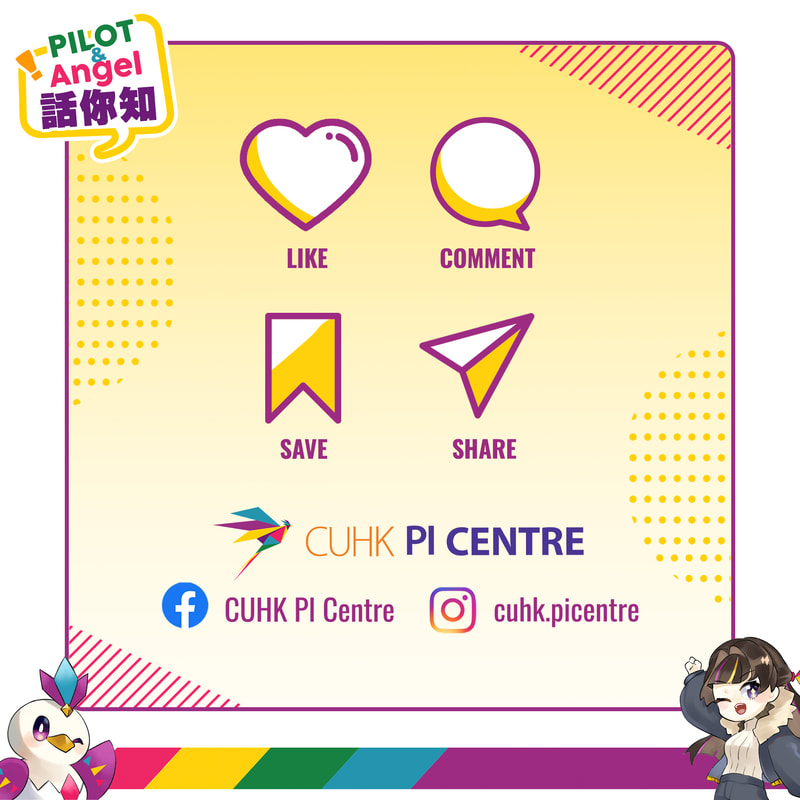 PILOT
&
Angel
話你知
LIKE
COMMENT
SAVE
SHARE
CUHK PI CENTRE
CUHK PI Centre
cuhk.picentre